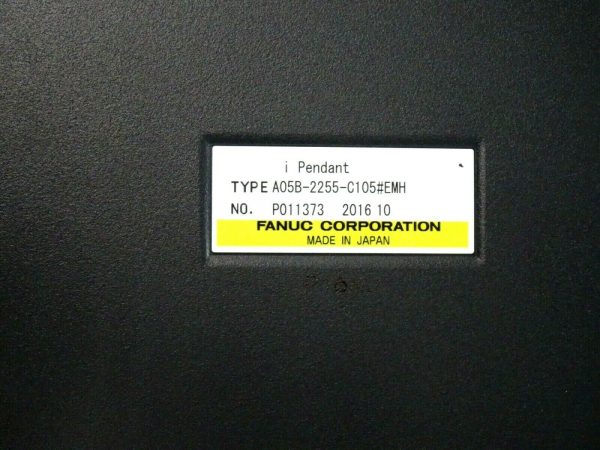 i Pendant
TYPE A05B-2255-C105#EMH
NO. P011373 2016 10
FANUC CORPORATION
MADE IN JAPAN